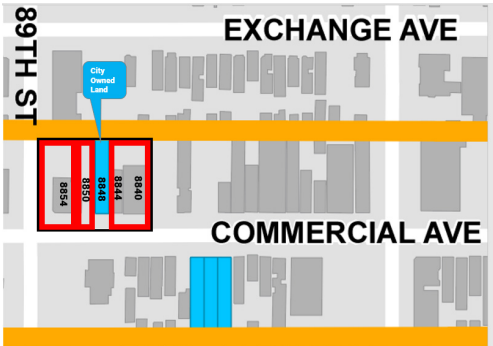 EXCHANGE AVE
89TH ST
City
Owned
Land
8854
8850
8848
8844
8840
COMMERCIAL AVE